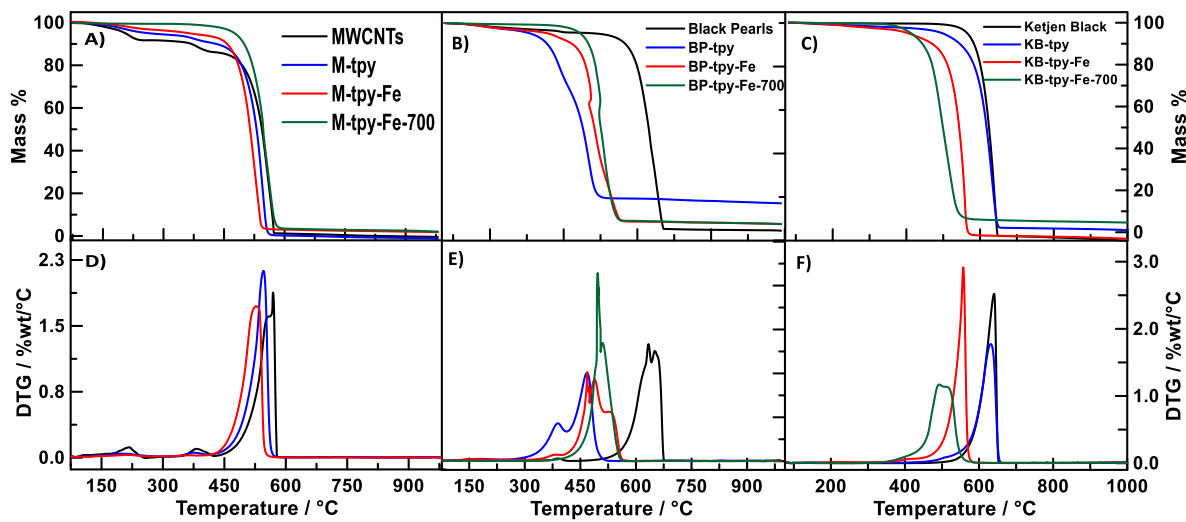 A)
MWCNTs
M-tpy
M-tpy-Fe
M-tpy-Fe-700
100
80
60
40
20
0
Mass %
B)
Black Pearls
BP-tpy
BP-tpy-Fe
BP-tpy-Fe-700
C)
Ketjen Black
KB-tpy
KB-tpy-Fe
KB-tpy-Fe-700
100
80
60
40
20
0
Mass %
D)
2.3
1.5
0.8
0.0
DTG / %wt/°C
E)
F)
3.0
2.0
1.0
0.0
DTG / %wt/°C
150 300 450 600 750 900
150 300 450 600 750 900
200 400 600 800 1000
Temperature / °C
Temperature / °C
Temperature / °C